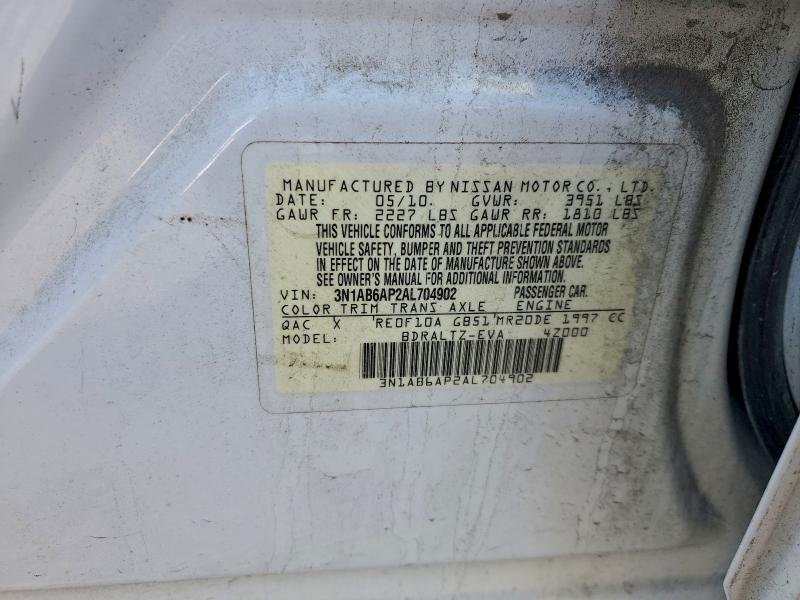 MANUFACTURED BY NISSAN MOTOR CO., LTD.
DATE: 05/10. GVWR: 3951 LBS
GAWR FR: 2227 LBS GAWR RR: 1810 LBS
THIS VEHICLE CONFORMS TO ALL APPLICABLE FEDERAL MOTOR
VEHICLE SAFETY, BUMPER AND THEFT PREVENTION STANDARDS
IN EFFECT ON THE DATE OF MANUFACTURE SHOWN ABOVE.
SEE OWNER'S MANUAL FOR ADDITIONAL INFORMATION.
VIN: 3N1AB6AP2AL704902 PASSENGER CAR.
COLOR TRIM TRANS AXLE ENGINE
QAC X RE0F10A GB51 MR20DE 1997 CC
MODEL: BDRALTZ-EVA 4Z000
3N1AB6AP2AL704902